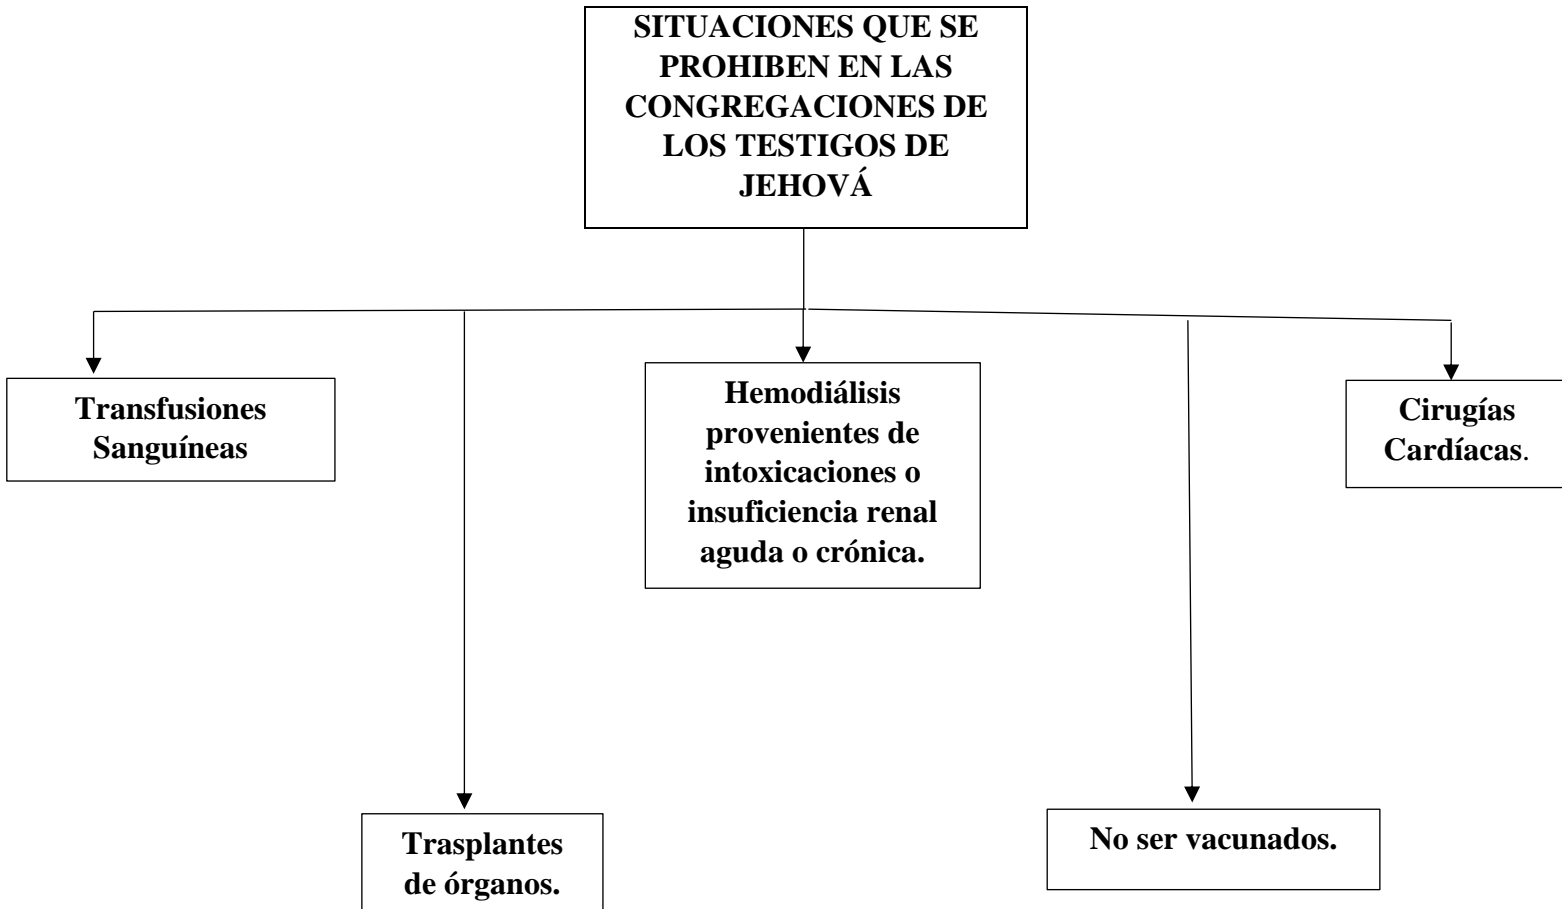 SITUACIONES QUE SE
PROHIBEN EN LAS
CONGREGACIONES DE
LOS TESTIGOS DE
JEHOVÁ
Transfusiones
Sanguíneas
Hemodiálisis
provenientes de
intoxicaciones o
insuficiencia renal
aguda o crónica.
Cirugías
Cardíacas.
Trasplantes
de órganos.
No ser vacunados.